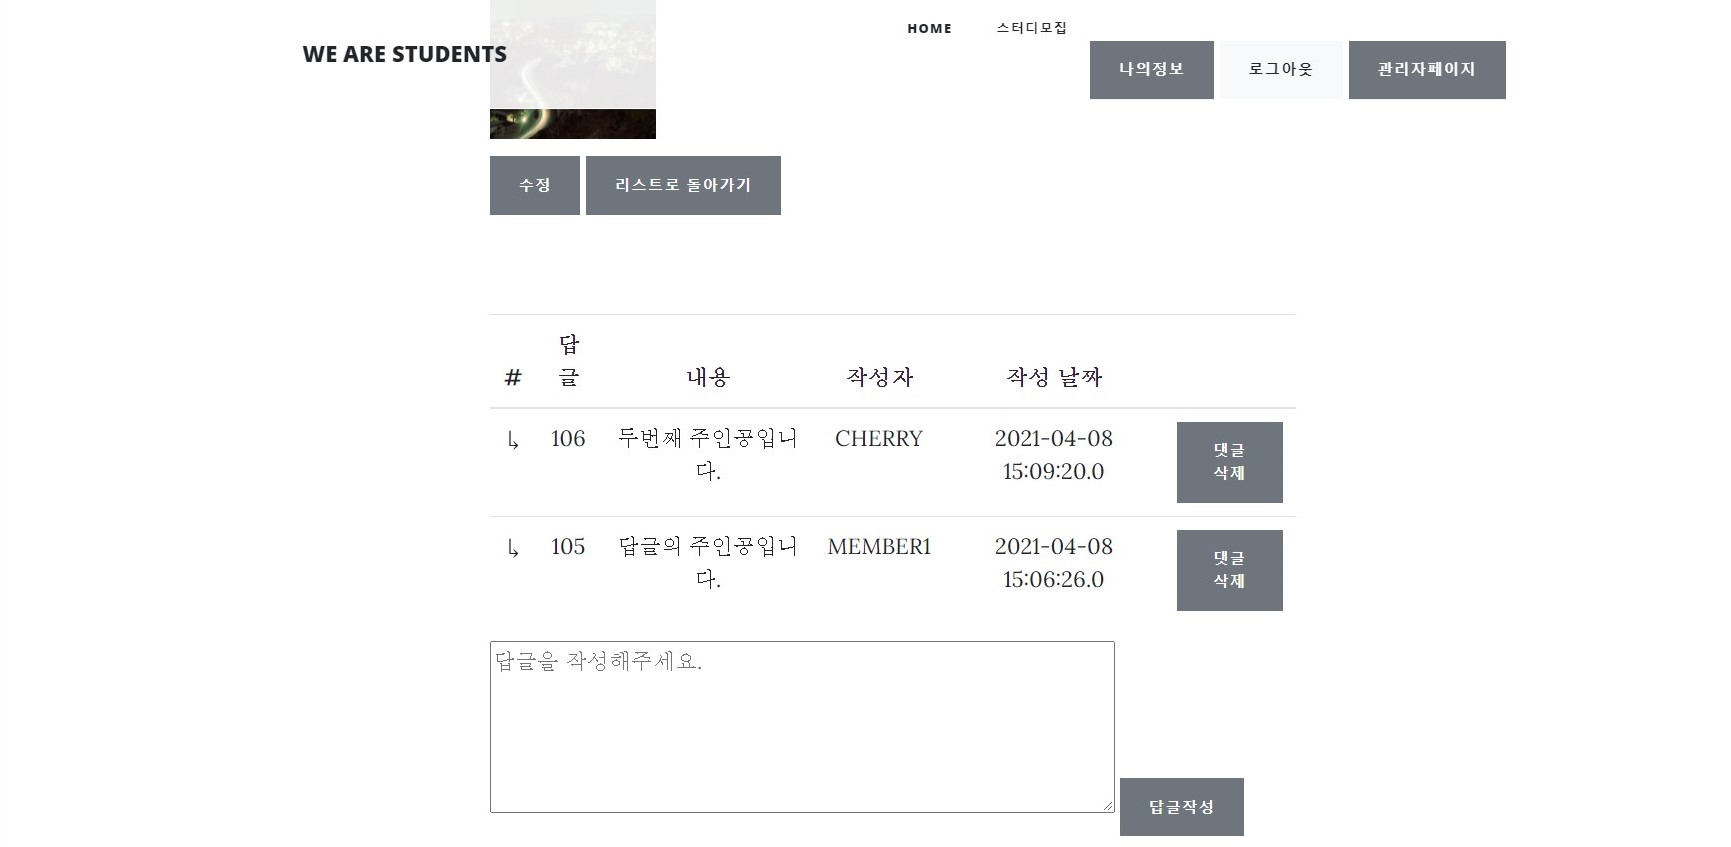 HOME 스터디모집
WE ARE STUDENTS
나의정보 로그아웃 관리자페이지
수정 리스트로 돌아가기
답
# 글 내용 작성자 작성 날짜
↳ 106 두번째 주인공입니 CHERRY 2021-04-08 댓글
다. 15:09:20.0 삭제
↳ 105 답글의 주인공입니 MEMBER1 2021-04-08 댓글
다. 15:06:26.0 삭제
답글을 작성해주세요.
답글작성